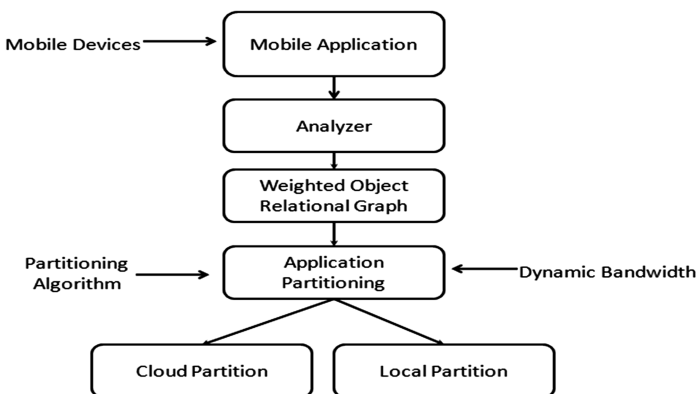 Mobile Devices
Mobile Application
Analyzer
Weighted Object
Relational Graph
Partitioning
Algorithm
Application
Partitioning
Dynamic Bandwidth
Cloud Partition
Local Partition